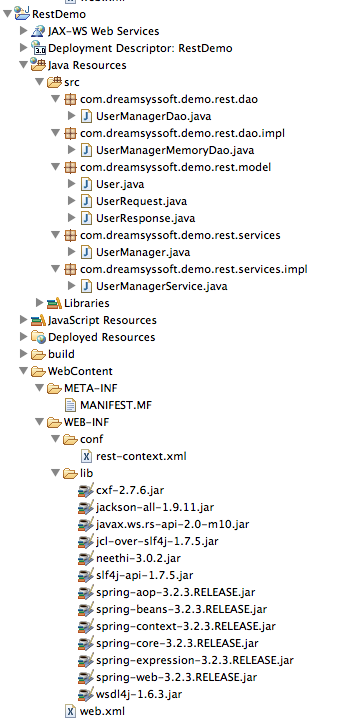 RestDemo
JAX-WS Web Services
3.0 Deployment Descriptor: RestDemo
Java Resources
src
com.dreamsyssoft.demo.rest.dao
J UserManagerDao.java
com.dreamsyssoft.demo.rest.dao.impl
J UserManagerMemoryDao.java
com.dreamsyssoft.demo.rest.model
J User.java
J UserRequest.java
J UserResponse.java
com.dreamsyssoft.demo.rest.services
J UserManager.java
com.dreamsyssoft.demo.rest.services.impl
J UserManagerService.java
Libraries
JavaScript Resources
Deployed Resources
build
WebContent
META-INF
MANIFEST.MF
WEB-INF
conf
X rest-context.xml
lib
cxf-2.7.6.jar
jackson-all-1.9.11.jar
javax.ws.rs-api-2.0-m10.jar
jcl-over-slf4j-1.7.5.jar
neethi-3.0.2.jar
slf4j-api-1.7.5.jar
spring-aop-3.2.3.RELEASE.jar
spring-beans-3.2.3.RELEASE.jar
spring-context-3.2.3.RELEASE.jar
spring-core-3.2.3.RELEASE.jar
spring-expression-3.2.3.RELEASE.jar
spring-web-3.2.3.RELEASE.jar
wsdl4j-1.6.3.jar
X web.xml